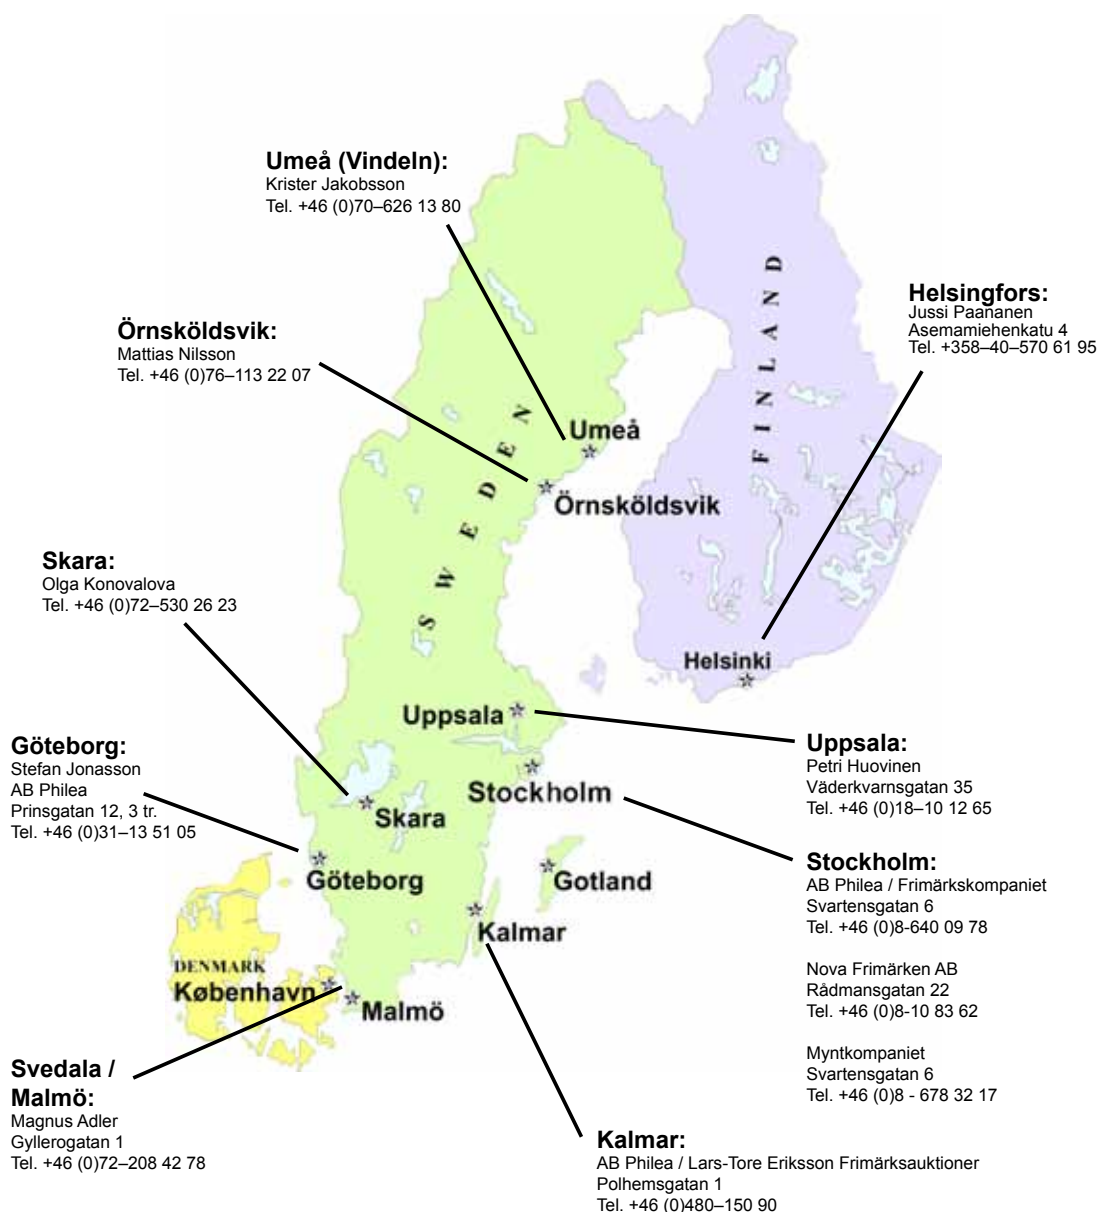 Umeå (Vindeln):
Krister Jakobsson
Tel. +46 (0)70–626 13 80
Örnsköldsvik:
Mattias Nilsson
Tel. +46 (0)76–113 22 07
Helsingfors:
Jussi Paananen
Asemamiehenkatu 4
Tel. +358–40–570 61 95
FINLAND
SWEDEN
Umeå
Örnsköldsvik
Skara:
Olga Konovalova
Tel. +46 (0)72–530 26 23
Helsinki
Uppsala
Göteborg:
Stefan Jonasson
AB Philea
Prinsgatan 12, 3 tr.
Tel. +46 (0)31–13 51 05
Stockholm
Skara
Uppsala:
Petri Huovinen
Väderkvarnsgatan 35
Tel. +46 (0)18–10 12 65
Göteborg
Gotland
Kalmar
Stockholm:
AB Philea / Frimärkskompaniet
Svartensgatan 6
Tel. +46 (0)8-640 09 78
Nova Frimärken AB
Rådmansgatan 22
Tel. +46 (0)8-10 83 62
Myntkompaniet
Svartensgatan 6
Tel. +46 (0)8 - 678 32 17
DENMARK
København
Malmö
Svedala /
Malmö:
Magnus Adler
Gyllerogatan 1
Tel. +46 (0)72–208 42 78
Kalmar:
AB Philea / Lars-Tore Eriksson Frimärksauktioner
Polhemsgatan 1
Tel. +46 (0)480–150 90